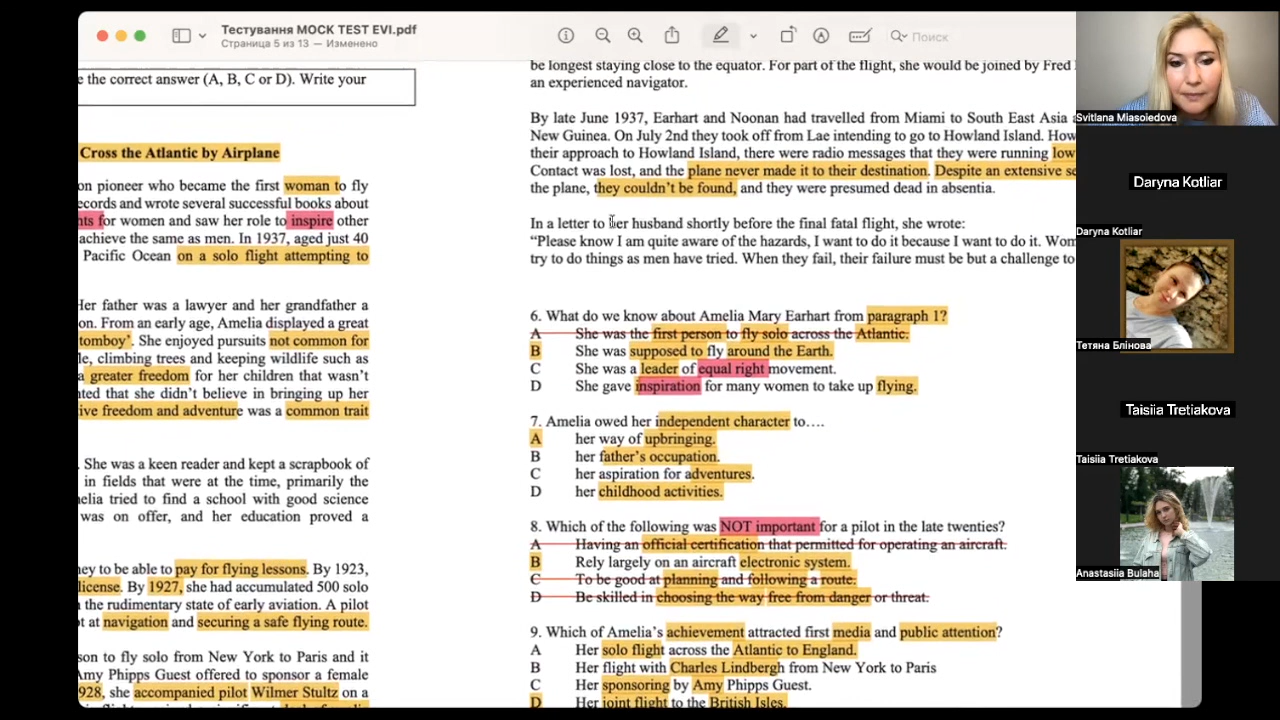 Тестування MOCK TEST EVI.pdf
Страница 5 из 13 — Изменено
Поиск
e the correct answer (A, B, C or D). Write your
Cross the Atlantic by Airplane
on pioneer who became the first woman to fly
ecords and wrote several successful books about
hts for women and saw her role to inspire other
achieve the same as men. In 1937, aged just 40
Pacific Ocean on a solo flight attempting to
Her father was a lawyer and her grandfather a
on. From an early age, Amelia displayed a great
tomboy'. She enjoyed pursuits not common for
le, climbing trees and keeping wildlife such as
a greater freedom for her children that wasn't
nted that she didn't believe in bringing up her
ive freedom and adventure was a common trait
. She was a keen reader and kept a scrapbook of
in fields that were at the time, primarily the
nelia tried to find a school with good science
was on offer, and her education proved a
ney to be able to pay for flying lessons. By 1923,
license. By 1927, she had accumulated 500 solo
n the rudimentary state of early aviation. A pilot
pt at navigation and securing a safe flying route.
son to fly solo from New York to Paris and it
Amy Phipps Guest offered to sponsor a female
928, she accompanied pilot Wilmer Stultz on a
be longest staying close to the equator. For part of the flight, she would be joined by Fred
an experienced navigator.
By late June 1937, Earhart and Noonan had travelled from Miami to South East Asia a
New Guinea. On July 2nd they took off from Lae intending to go to Howland Island. How
their approach to Howland Island, there were radio messages that they were running low
Contact was lost, and the plane never made it to their destination. Despite an extensive se
the plane, they couldn't be found, and they were presumed dead in absentia.
In a letter to her husband shortly before the final fatal flight, she wrote:
“Please know I am quite aware of the hazards, I want to do it because I want to do it. Wom
try to do things as men have tried. When they fail, their failure must be but a challenge to
6. What do we know about Amelia Mary Earhart from paragraph 1?
A She was the first person to fly solo across the Atlantic.
B She was supposed to fly around the Earth.
C She was a leader of equal right movement.
D She gave inspiration for many women to take up flying.
7. Amelia owed her independent character to….
A her way of upbringing.
B her father's occupation.
C her aspiration for adventures.
D her childhood activities.
8. Which of the following was NOT important for a pilot in the late twenties?
A Having an official certification that permitted for operating an aircraft.
B Rely largely on an aircraft electronic system.
C To be good at planning and following a route.
D Be skilled in choosing the way free from danger or threat.
9. Which of Amelia's achievement attracted first media and public attention?
A Her solo flight across the Atlantic to England.
B Her flight with Charles Lindbergh from New York to Paris
C Her sponsoring by Amy Phipps Guest.
D Her joint flight to the British Isles.
Svitlana Miasoiedova
Daryna Kotliar
Daryna Kotliar
Тетяна Блінова
Taisiia Tretiakova
Taisiia Tretiakova
Anastasiia Bulaha